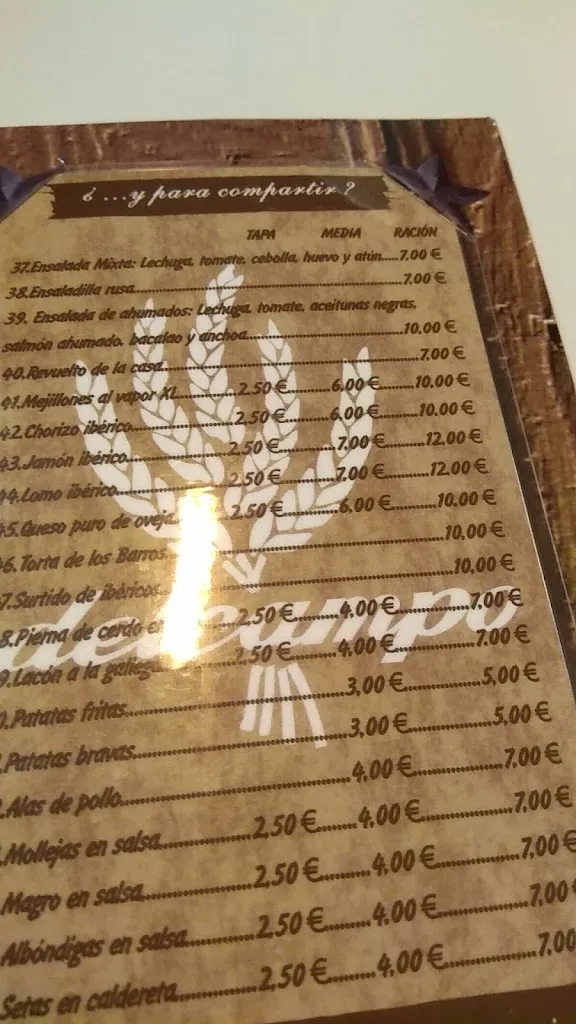 ¿ ...y para compartir ?
TAPA MEDIA RACIÓN
37.Ensalada Mixta: Lechuga, tomate, cebolla, huevo y atún.....7.00 €
38.Ensaladilla rusa.....7.00 €
39. Ensalada de ahumados: Lechuga, tomate, aceitunas negras,
salmón ahumado, bacalao y anchoa.....10.00 €
40.Revuelto de la casa.....7.00 €
41.Mejillones al vapor XL.....2.50 €.....6.00 €.....10.00 €
42.Chorizo ibérico.....2.50 €.....6.00 €.....10.00 €
43.Jamón ibérico.....2.50 €.....7.00 €.....12.00 €
44.Lomo ibérico.....2.50 €.....7.00 €.....12.00 €
45.Queso puro de oveja.....2.50 €.....6.00 €.....10.00 €
6.Torta de los Barros.....10.00 €
7.Surtido de ibéricos.....10.00 €
8.Pierna de cerdo.....2.50 €.....4.00 €.....7.00 €
9.Lacón a la.....2.50 €.....4.00 €.....7.00 €
.Patatas fritas.....3,00 €.....5,00 €
.Patatas bravas.....3,00 €.....5,00 €
.Alas de pollo.....4,00 €.....7,00 €
.Mollejas en salsa.....2,50 €.....4,00 €.....7,00 €
Magro en salsa.....2,50 €.....4,00 €.....7,00 €
Albóndigas en salsa.....2,50 €.....4,00 €.....7,00
Setas en caldereta.....2,50 €.....4,00 €.....7,00
delcampo